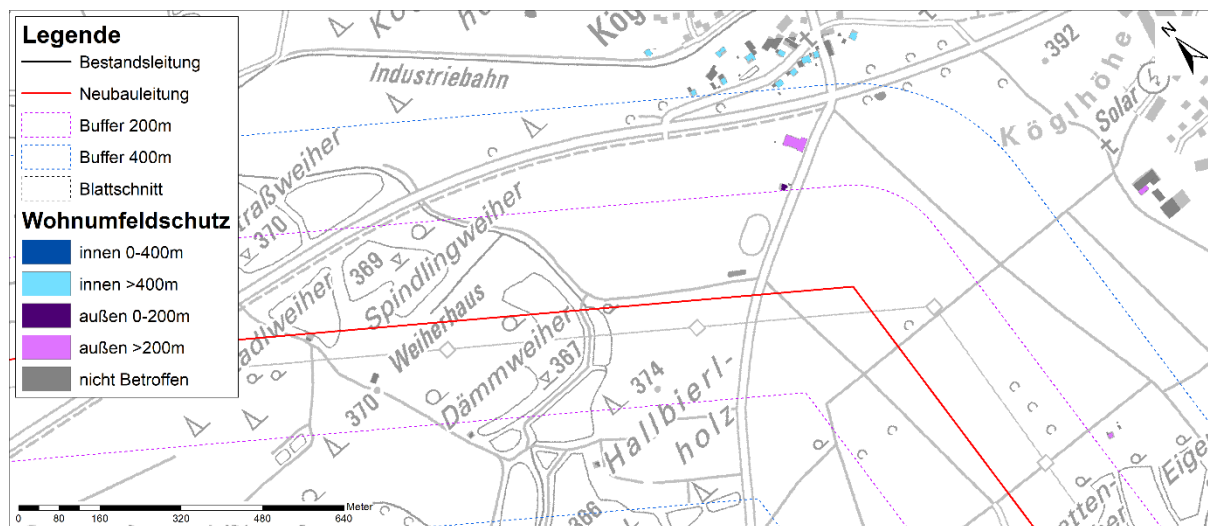 Legende
Bestandsleitung
Neubauleitung
Buffer 200m
Buffer 400m
Blattschnitt
Wohnumfeldschutz
innen 0-400m
innen >400m
außen 0-200m
außen >200m
nicht Betroffen
0 40 80 160 320 480 640 Meter
N
Industriebahn
392
Köglhöhe
Solar
370
369
Spindlingweiher
Weiherhaus
Dämmweiher
367
370
374
Hallbierl-
holz
366